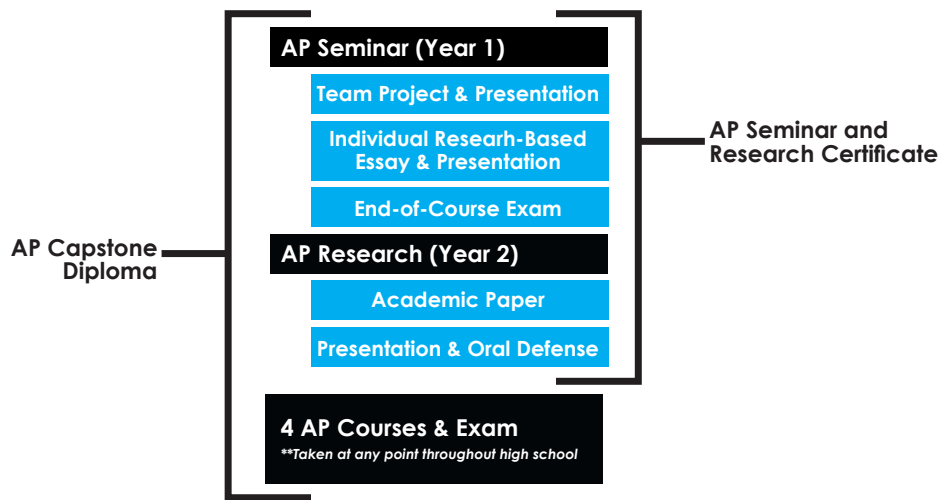 AP Seminar (Year 1)
Team Project & Presentation
Individual Researh-Based
Essay & Presentation
End-of-Course Exam
AP Research (Year 2)
Academic Paper
Presentation & Oral Defense
4 AP Courses & Exam
**Taken at any point throughout high school
AP Capstone
Diploma
AP Seminar and
Research Certificate